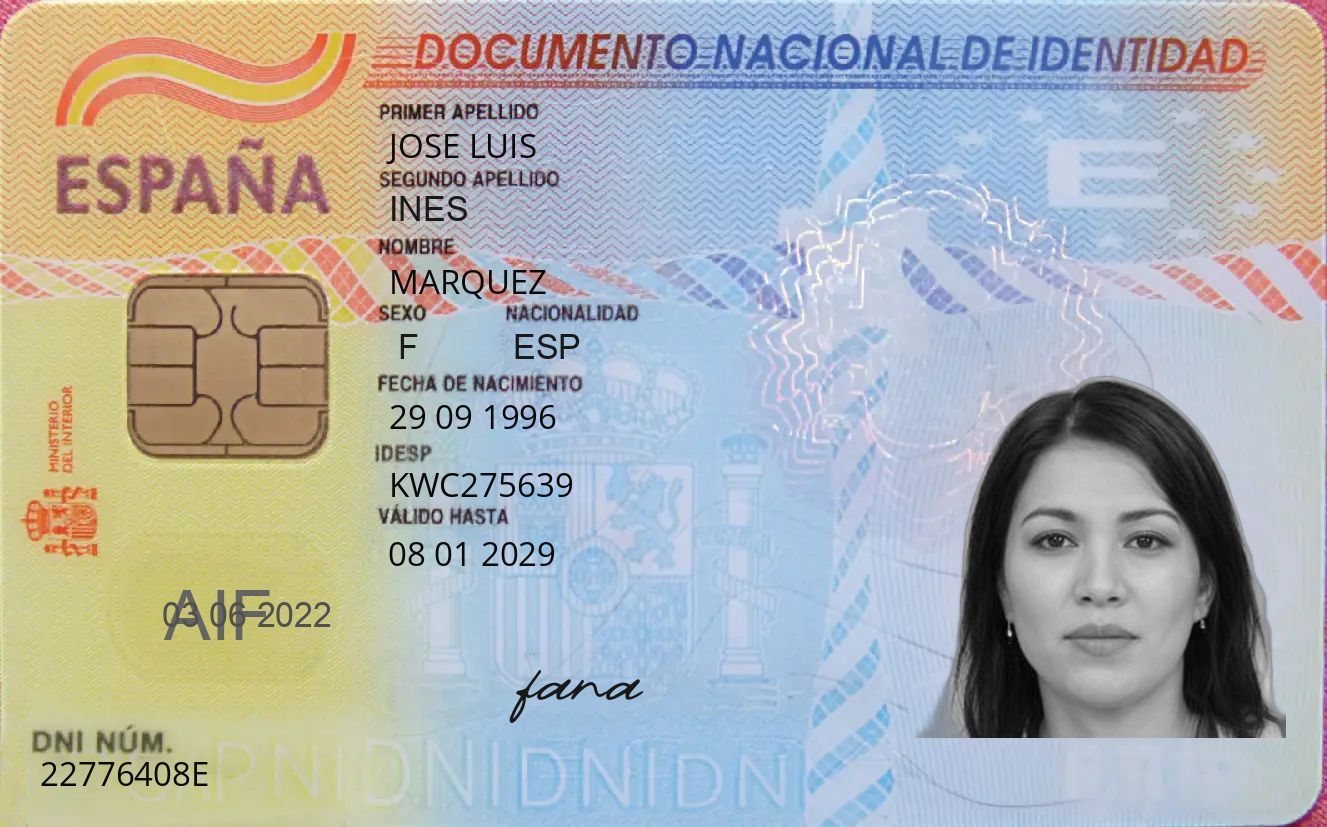 DOCUMENTO NACIONAL DE IDENTIDAD
ESPAÑA
PRIMER APELLIDO
JOSE LUIS
SEGUNDO APELLIDO
INES
NOMBRE
MARQUEZ
SEXO NACIONALIDAD
F ESP
FECHA DE NACIMIENTO
29 09 1996
IDESP
KWC275639
VÁLIDO HASTA
08 01 2029
MINISTERIO
DEL INTERIOR
AIF
03 06 2022
fana
DNI NÚM.
22776408E
E